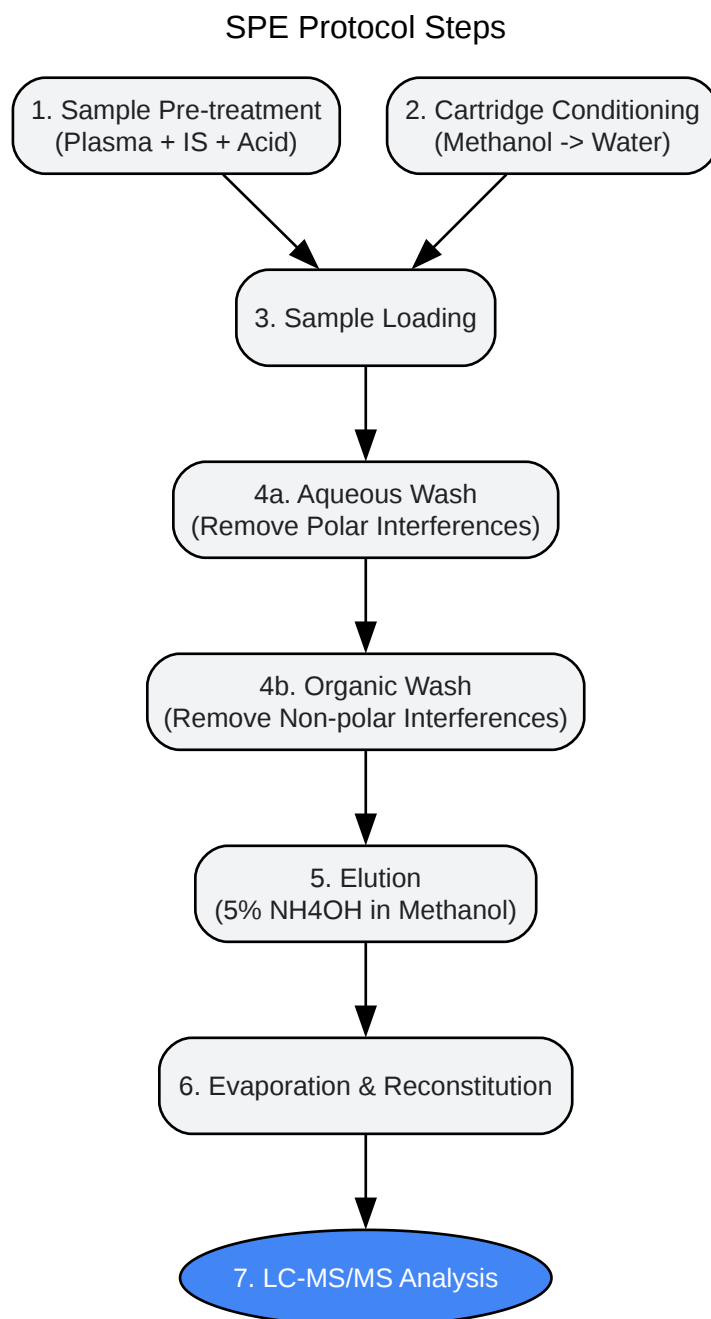 SPE Protocol Steps
1. Sample Pre-treatment
(Plasma + IS + Acid)
2. Cartridge Conditioning
(Methanol -> Water)
3. Sample Loading
4a. Aqueous Wash
(Remove Polar Interferences)
4b. Organic Wash
(Remove Non-polar Interferences)
5. Elution
(5% NH4OH in Methanol)
6. Evaporation & Reconstitution
7. LC-MS/MS Analysis